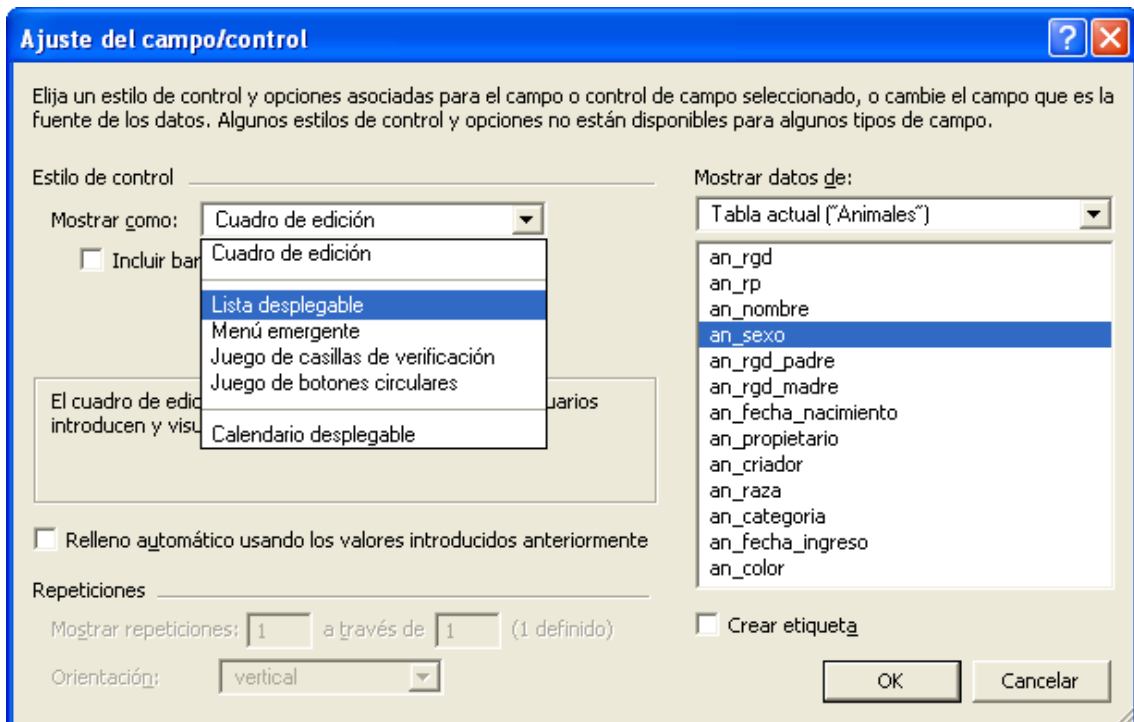 Ajuste del campo/control
Elija un estilo de control y opciones asociadas para el campo o control de campo seleccionado, o cambie el campo que es la
fuente de los datos. Algunos estilos de control y opciones no están disponibles para algunos tipos de campo.
Estilo de control
Mostrar como: Cuadro de edición
Incluir bar
Cuadro de edición
Lista desplegable
Menú emergente
Juego de casillas de verificación
Juego de botones circulares
Calendario desplegable
El cuadro de edic uarios
introducen y visu
Relleno automático usando los valores introducidos anteriormente
Repeticiones
Mostrar repeticiones: 1 a través de 1 (1 definido)
Orientación: vertical
Mostrar datos de:
Tabla actual ("Animales")
an_rgd
an_rp
an_nombre
an_sexo
an_rgd_padre
an_rgd_madre
an_fecha_nacimiento
an_propietario
an_criador
an_raza
an_categoria
an_fecha_ingreso
an_color
Crear etiqueta
OK Cancelar